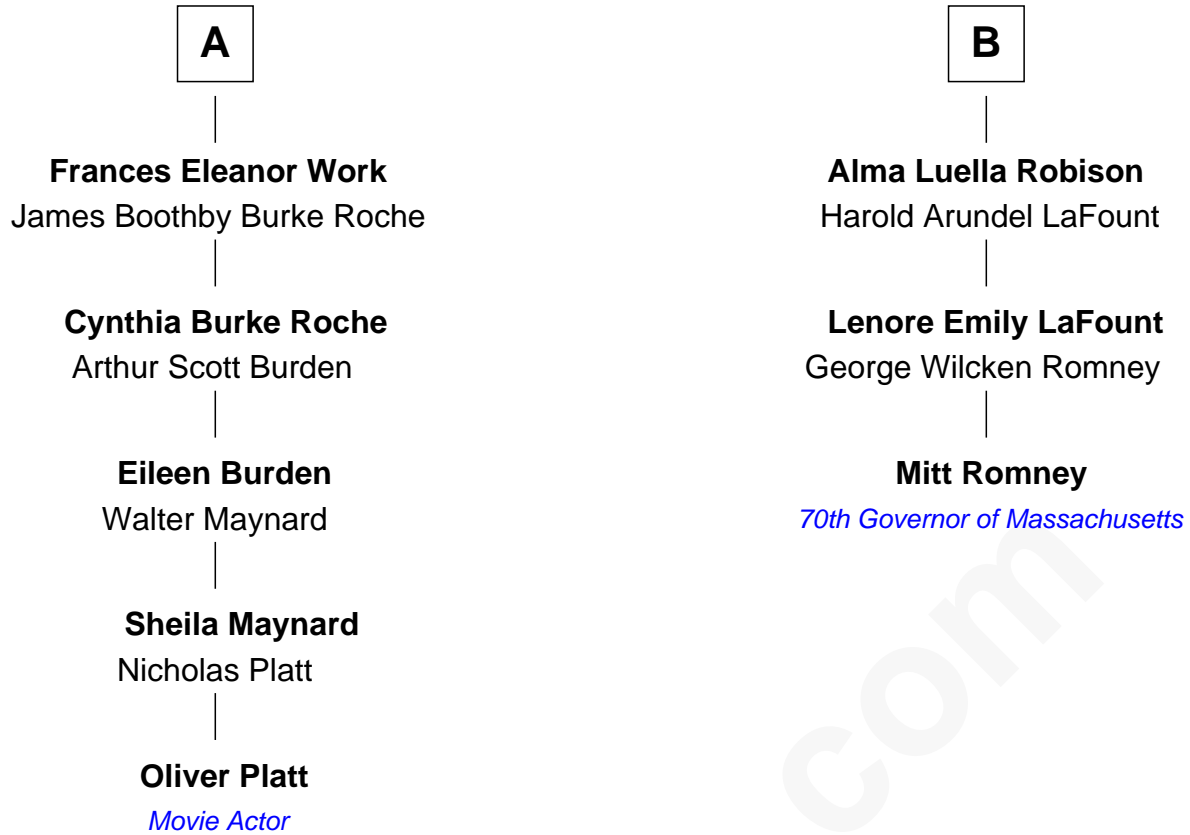 A
Frances Eleanor Work
James Boothby Burke Roche
Cynthia Burke Roche
Arthur Scott Burden
Eileen Burden
Walter Maynard
Sheila Maynard
Nicholas Platt
Oliver Platt
Movie Actor
B
Alma Luella Robison
Harold Arundel LaFount
Lenore Emily LaFount
George Wilcken Romney
Mitt Romney
70th Governor of Massachusetts
com